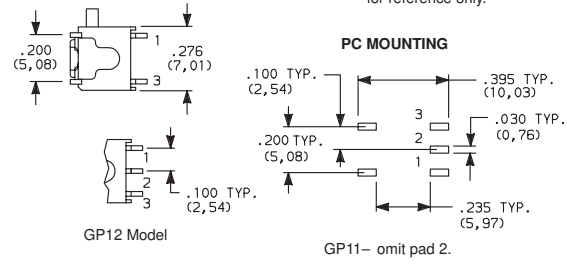 for reference only.
.200
(5,08)
1
3
.276
(7,01)
1
2
3
.100 TYP.
(2,54)
GP12 Model
PC MOUNTING
.100 TYP.
(2,54)
.395 TYP.
(10,03)
3
2
1
.030 TYP.
(0,76)
.200 TYP.
(5,08)
.235 TYP.
(5,97)
GP11– omit pad 2.